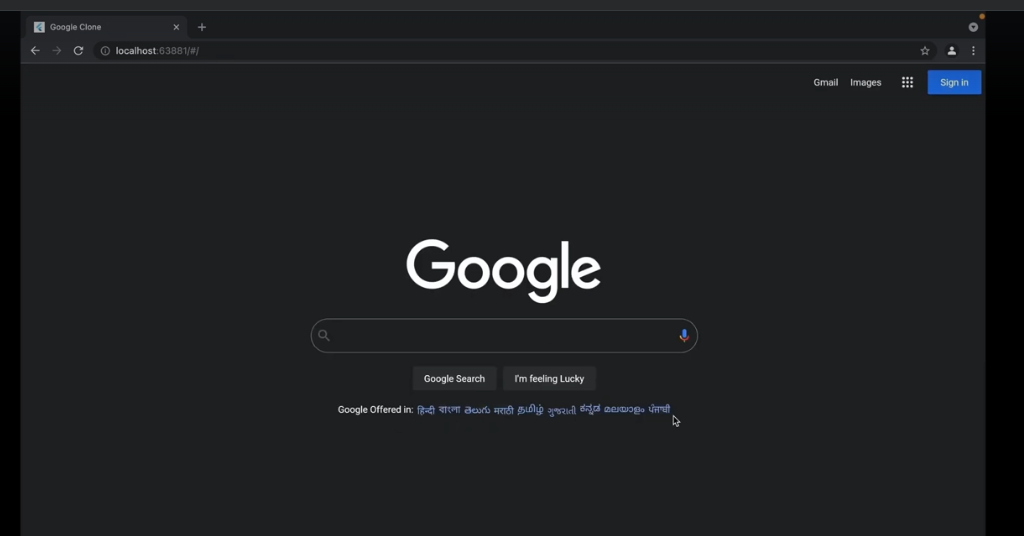 Google Clone
localhost:63881/#/
Gmail Images Sign in
Google
Google Search I'm feeling Lucky
Google Offered in: हिन्दी বাংলা తెలుగు मराठी தமிழ் ગુજરાતી ಕನ್ನಡ മലയാളം ਪੰਜਾਬੀ